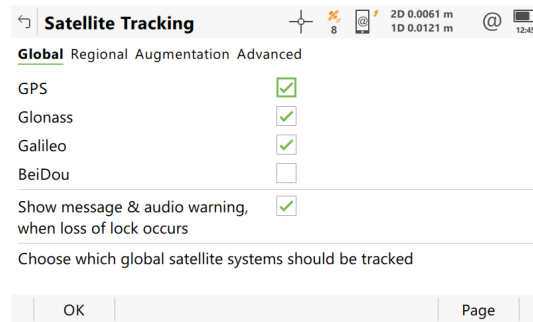 Satellite Tracking
8
@
2D 0.0061 m
1D 0.0121 m
@
12:45
Global Regional Augmentation Advanced
GPS
Glonass
Galileo
BeiDou
Show message & audio warning,
when loss of lock occurs
Choose which global satellite systems should be tracked
OK
Page